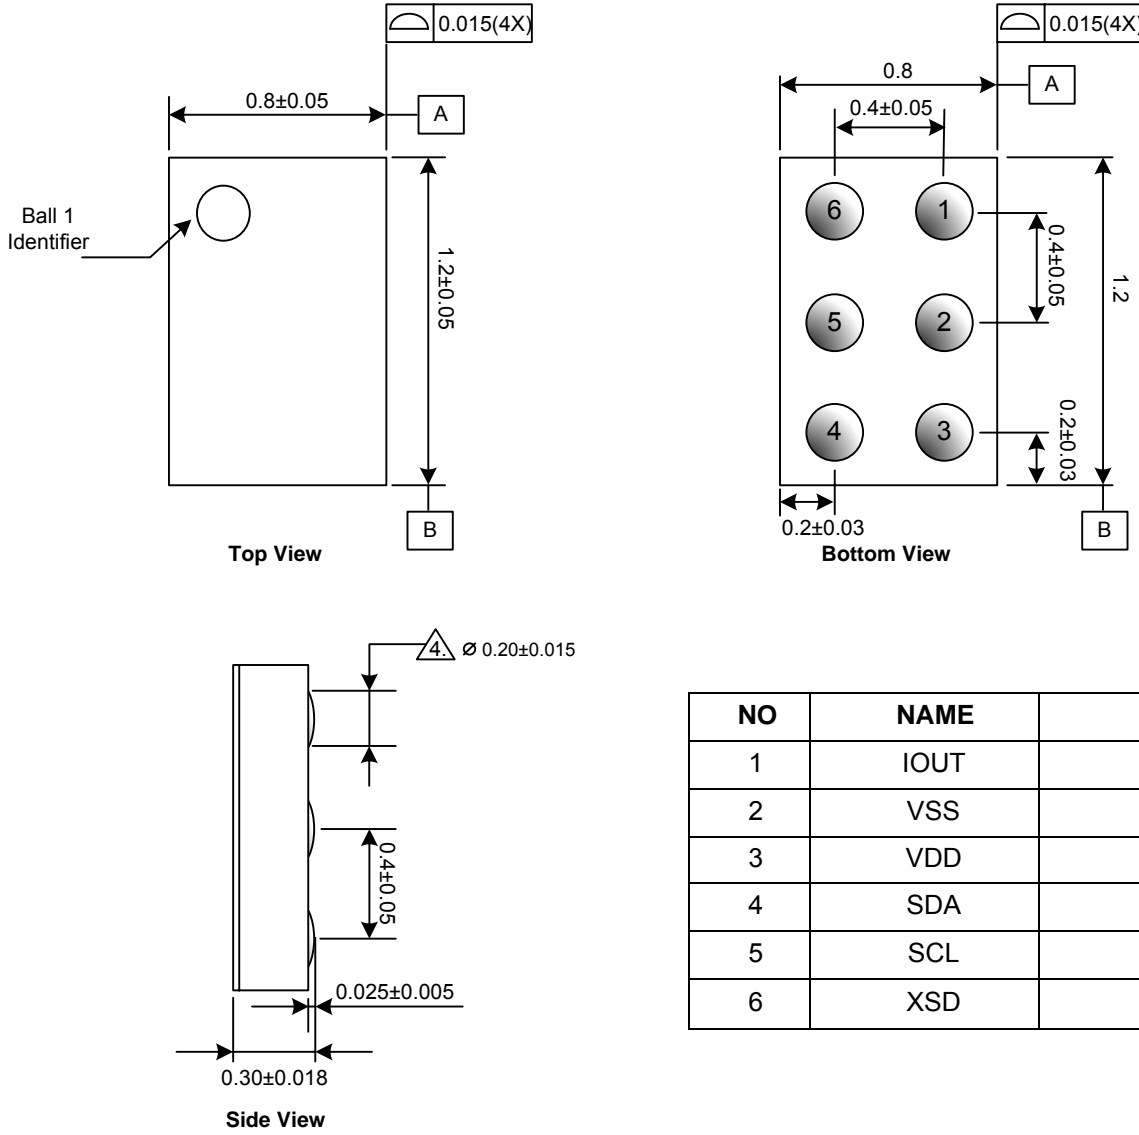 0.015(4X)
0.8±0.05
A
Ball 1
Identifier
1.2±0.05
B
Top View
0.015(4X)
0.8
A
0.4±0.05
6
1
0.4±0.05
1.2
5
2
4
3
0.2±0.03
0.2±0.03
B
Bottom View
4. ø 0.20±0.015
0.4±0.05
0.025±0.005
0.30±0.018
Side View
NO NAME
1 IOUT
2 VSS
3 VDD
4 SDA
5 SCL
6 XSD